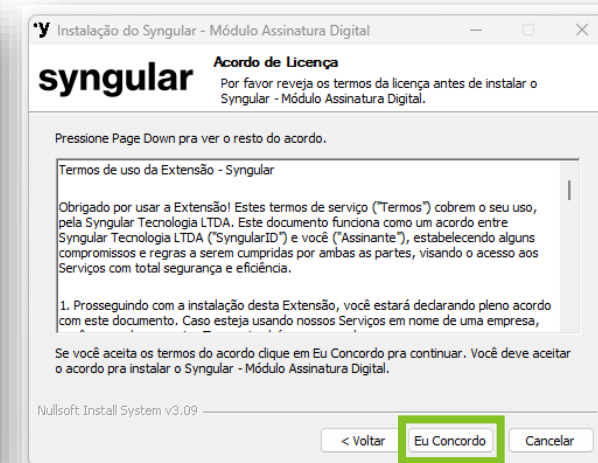 Instalação do Syngular - Módulo Assinatura Digital
syngular
Acordo de Licença
Por favor reveja os termos da licença antes de instalar o
Syngular - Módulo Assinatura Digital.
Pressione Page Down pra ver o resto do acordo.
Termos de uso da Extensão - Syngular
Obrigado por usar a Extensão! Estes termos de serviço ("Termos") cobrem o seu uso,
pela Syngular Tecnologia LTDA. Este documento funciona como um acordo entre
Syngular Tecnologia LTDA ("SyngularID") e você ("Assinante"), estabelecendo alguns
compromissos e regras a serem cumpridas por ambas as partes, visando o acesso aos
Serviços com total segurança e eficiência.
1. Prosseguindo com a instalação desta Extensão, você estará declarando pleno acordo
com este documento. Caso esteja usando nossos Serviços em nome de uma empresa,
Se você aceita os termos do acordo clique em Eu Concordo pra continuar. Você deve aceitar
o acordo pra instalar o Syngular - Módulo Assinatura Digital.
Nullsoft Install System v3.09
< Voltar
Eu Concordo
Cancelar